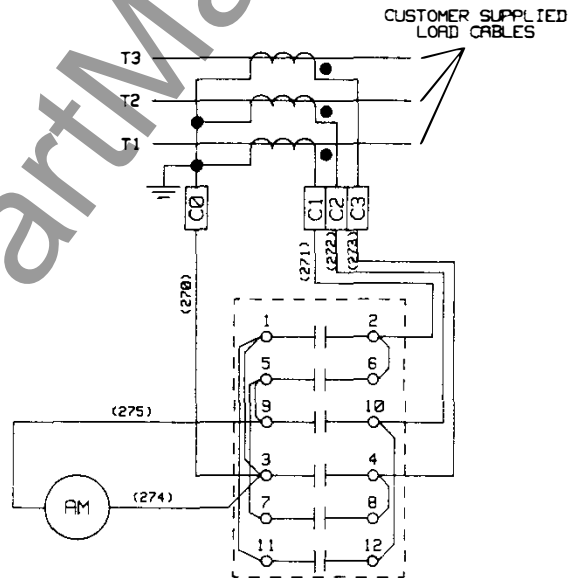 CUSTOMER SUPPLIED
LOAD CABLES
T3
T2
T1
C0
C1
C2
C3
(270)
(271)
(272)
(273)
1
2
5
6
(275)
9
10
3
4
AM
(274)
7
8
11
12
artMa